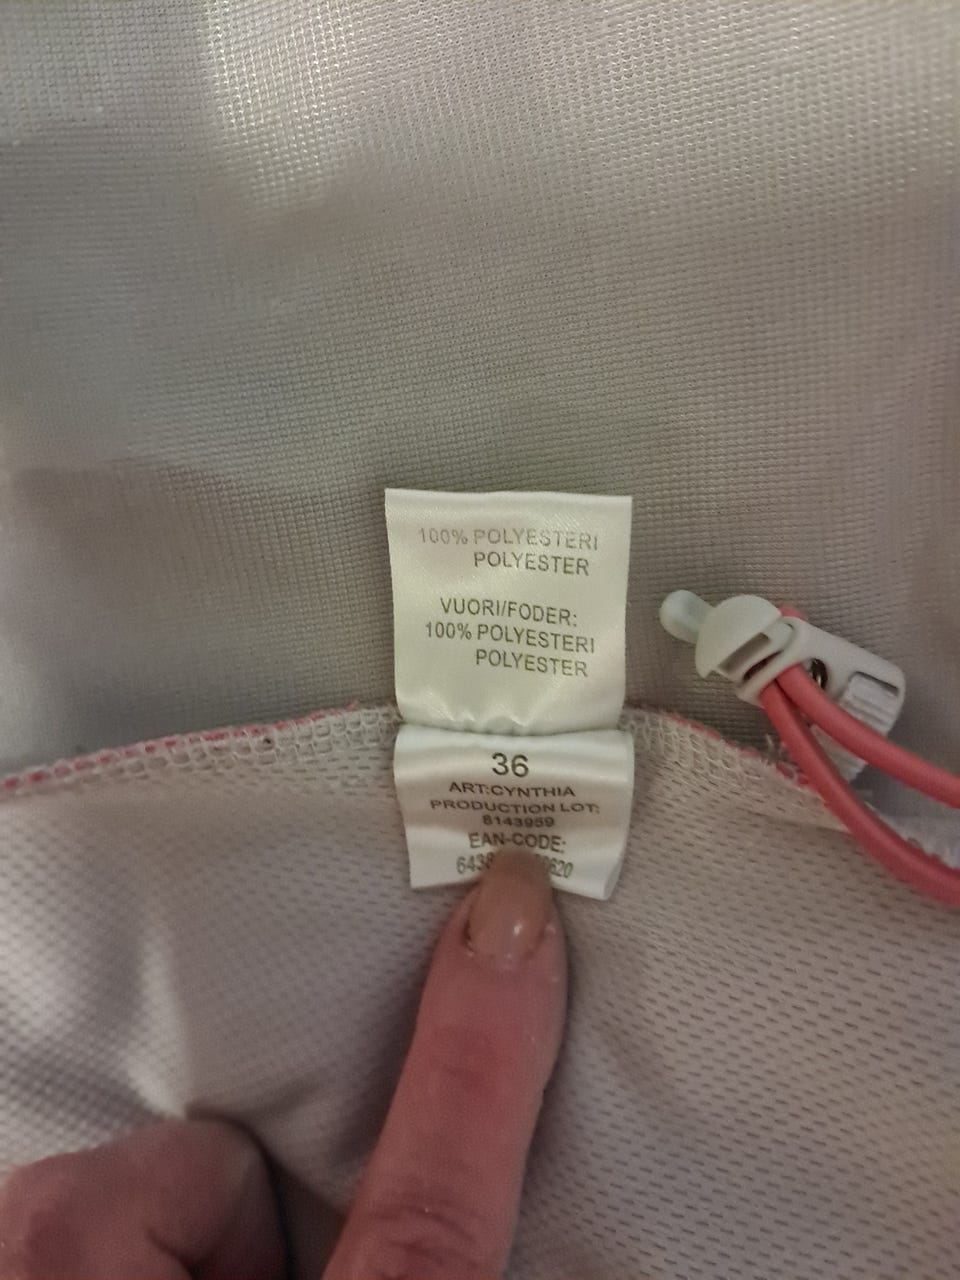 100% POLYESTERI
POLYESTER
VUORI/FODER:
100% POLYESTERI
POLYESTER
36
ART:CYNTHIA
PRODUCTION LOT:
8143959
EAN-CODE: